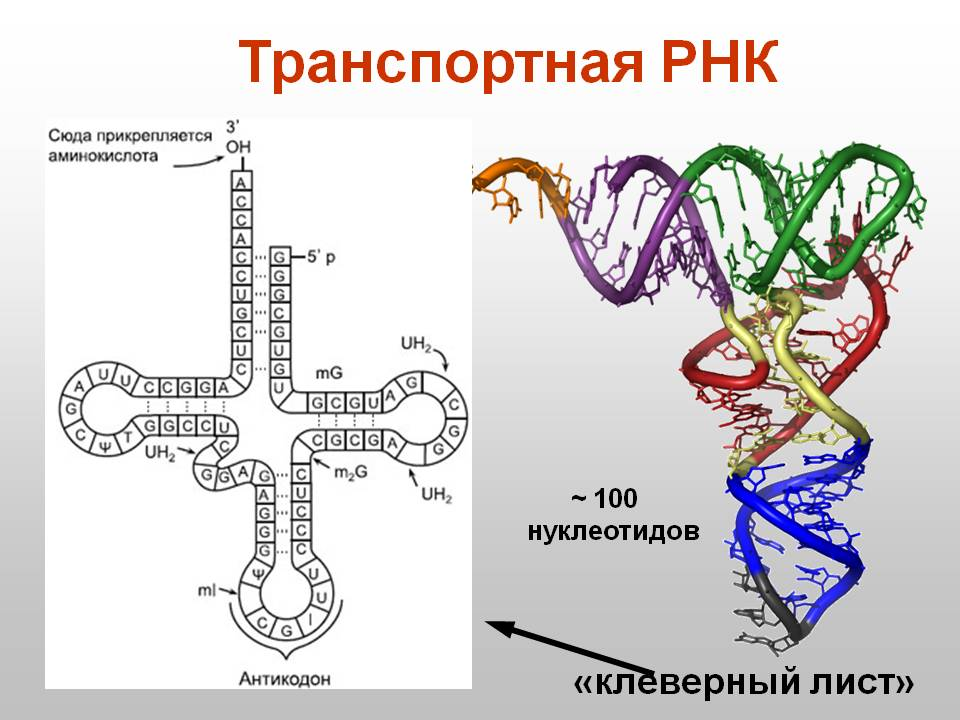 Транспортная РНК
Сюда прикрепляется
аминокислота
3’
OH
A
C
C
A
C
C
U
G
C
U
C
5’ p
G
G
G
C
G
U
G
U
mG
UH2
G C G U A G
C
G
G
C G C G A
m2G
UH2
A U U C C G G A
G
C Ψ T G G C C U
UH2
C
G G A G
A
G
G
G
C
U
C
C
C
Ψ
mI
U
U
C G I
Антикодон
~ 100
нуклеотидов
«клеверный лист»